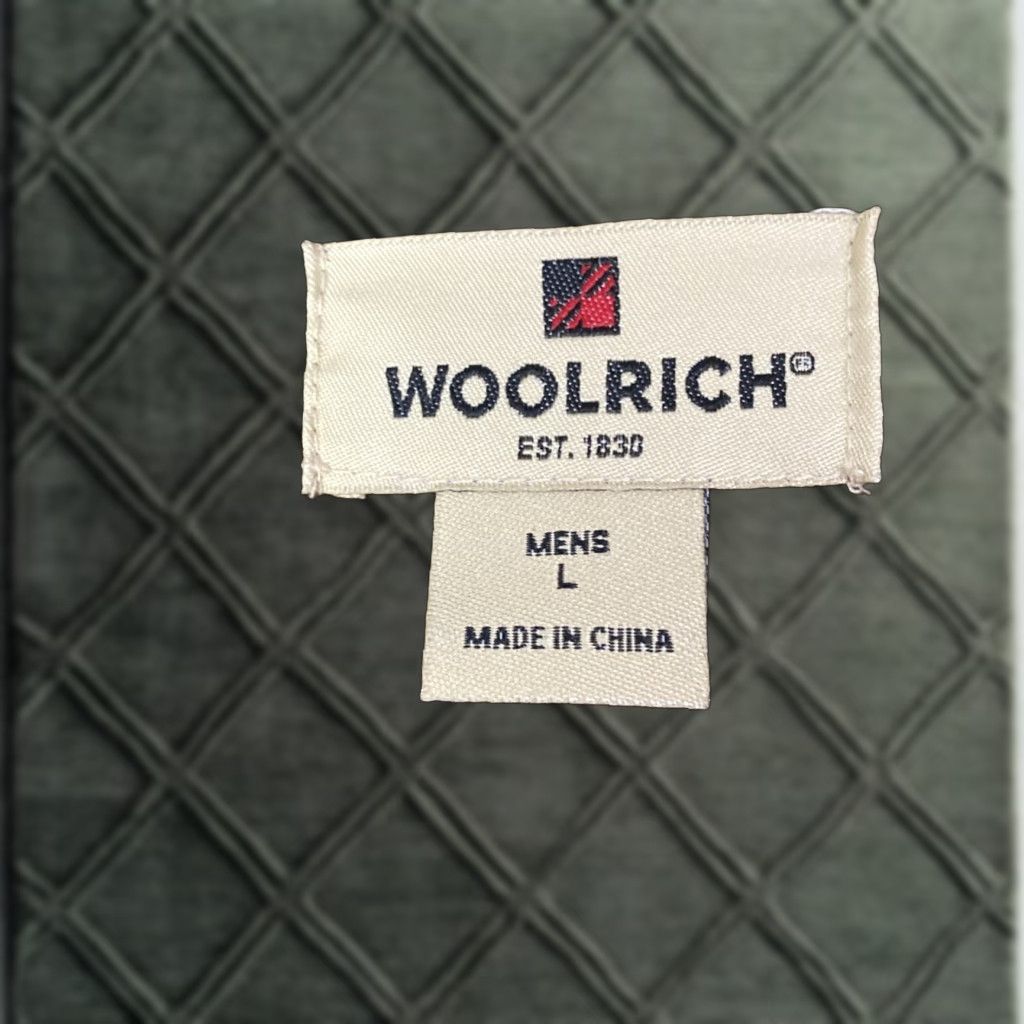 WOOLRICH®
EST. 1830
MENS
L
MADE IN CHINA